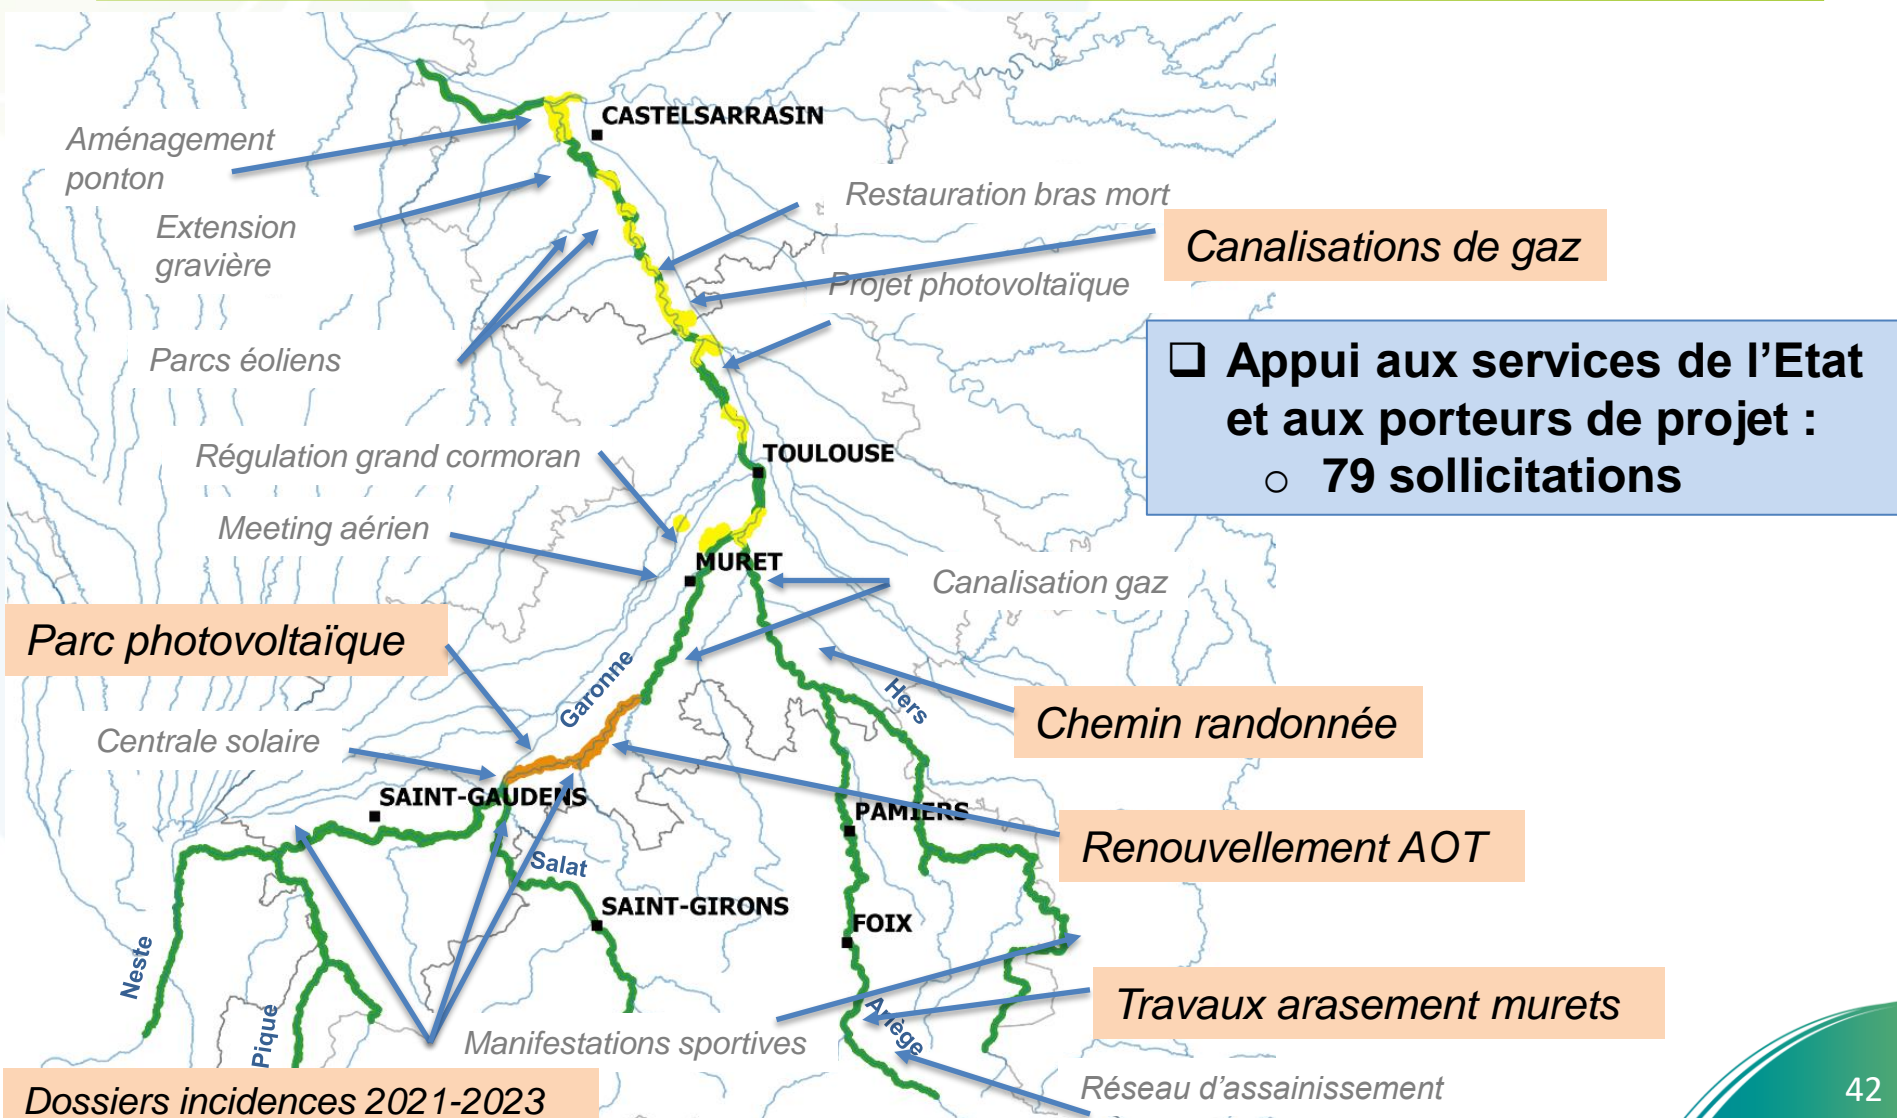 CASTELSARRASIN
Aménagement
ponton
Restauration bras mort
Extension
gravière
Canalisations de gaz
Projet photovoltaïque
Parcs éoliens
❑ Appui aux services de l’Etat
et aux porteurs de projet :
o 79 sollicitations
Régulation grand cormoran
TOULOUSE
Meeting aérien
MURET
Canalisation gaz
Parc photovoltaïque
Garonne
Hers
Chemin randonnée
Centrale solaire
SAINT-GAUDENS
PAMIERS
Renouvellement AOT
Salat
SAINT-GIRONS
FOIX
Neste
Pique
Ariège
Travaux arasement murets
Manifestations sportives
Réseau d’assainissement
Dossiers incidences 2021-2023
42